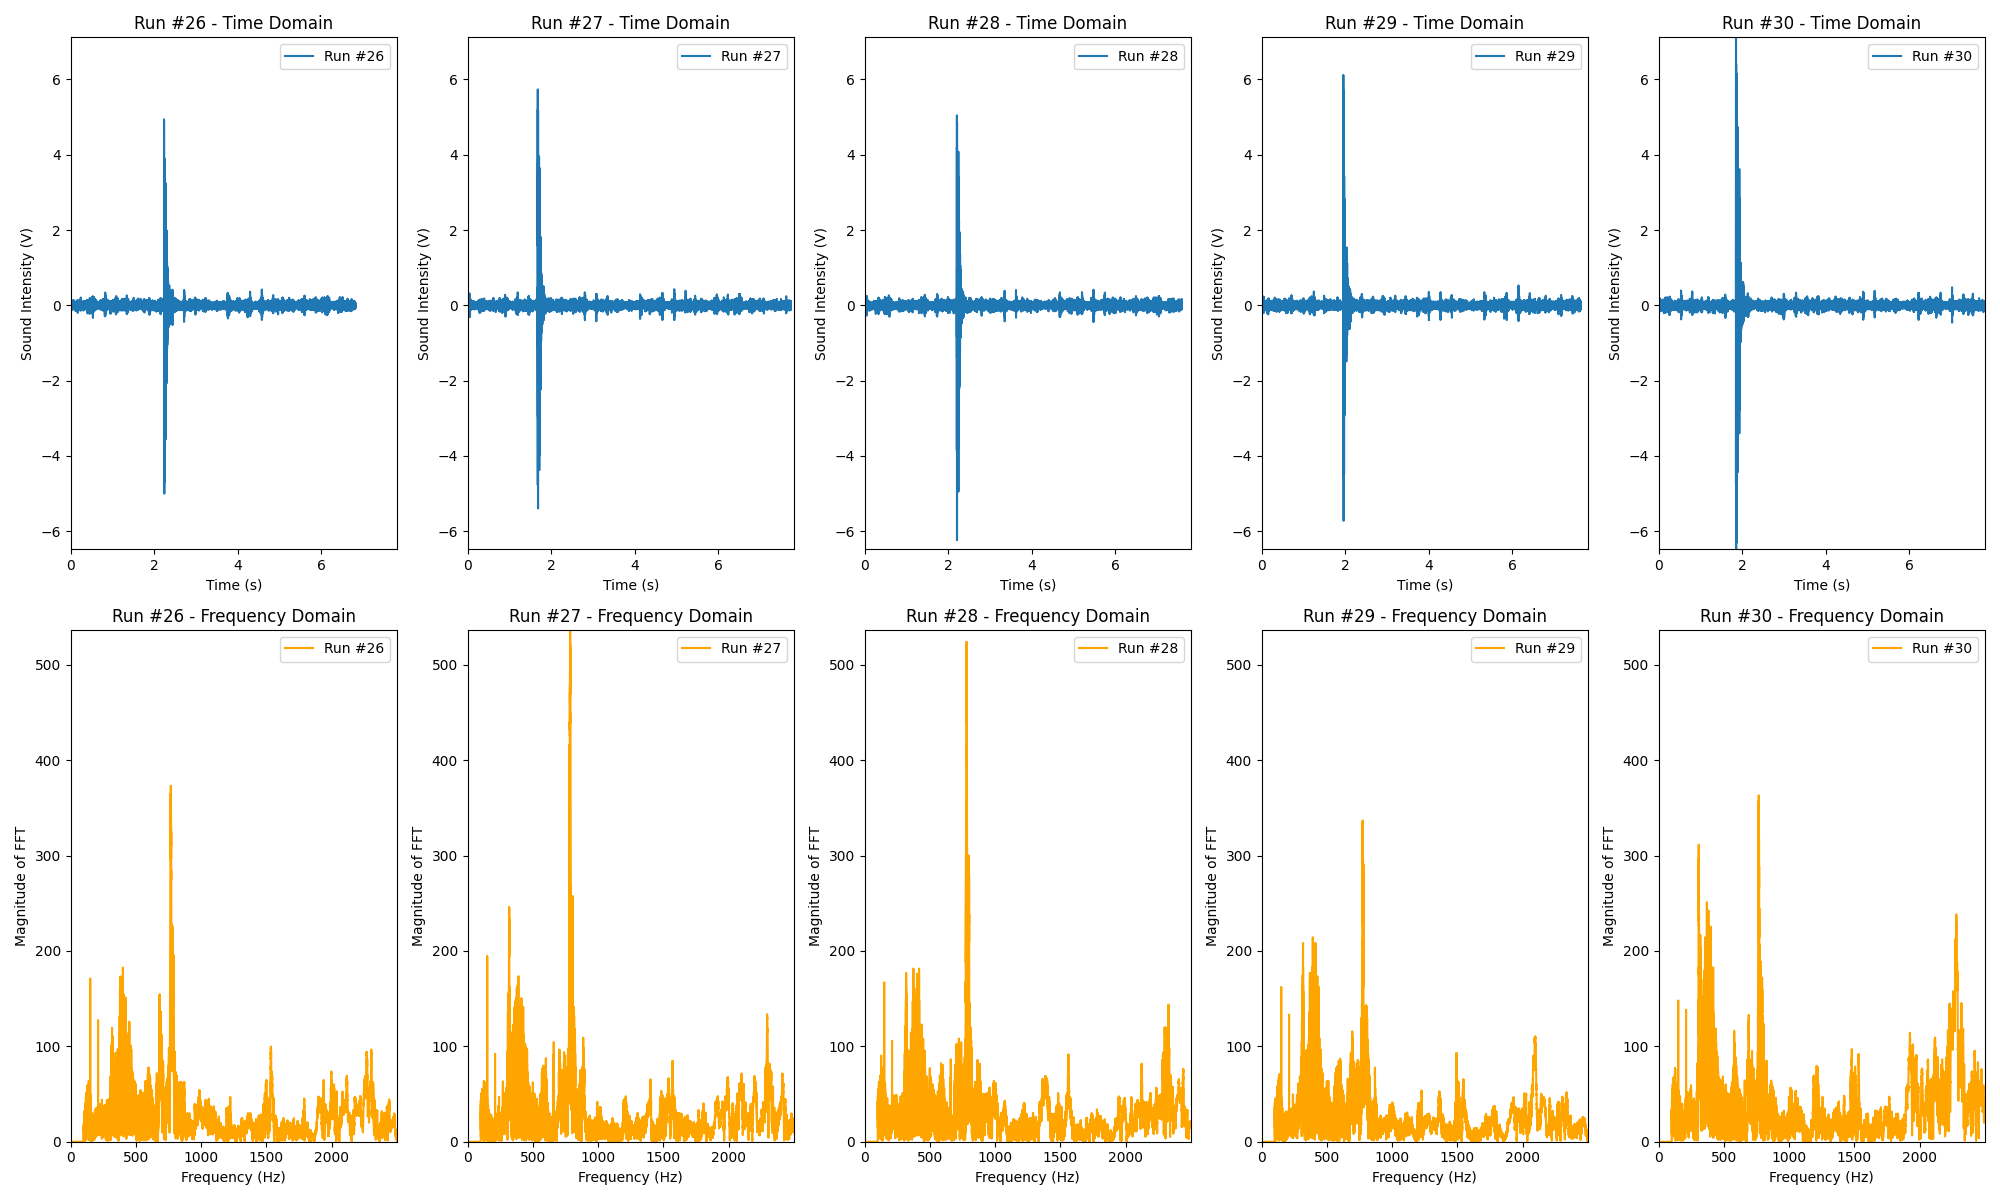 Run #26 - Time Domain
Run #27 - Time Domain
Run #28 - Time Domain
Run #29 - Time Domain
Run #30 - Time Domain
Run #26
Run #27
Run #28
Run #29
Run #30
Sound Intensity (V)
6
4
2
0
−2
−4
−6
0 2 4 6
Time (s)
Sound Intensity (V)
6
4
2
0
−2
−4
−6
0 2 4 6
Time (s)
Sound Intensity (V)
6
4
2
0
−2
−4
−6
0 2 4 6
Time (s)
Sound Intensity (V)
6
4
2
0
−2
−4
−6
0 2 4 6
Time (s)
Sound Intensity (V)
6
4
2
0
−2
−4
−6
0 2 4 6
Time (s)
Run #26 - Frequency Domain
Run #27 - Frequency Domain
Run #28 - Frequency Domain
Run #29 - Frequency Domain
Run #30 - Frequency Domain
Run #26
Run #27
Run #28
Run #29
Run #30
Magnitude of FFT
500
400
300
200
100
0
0 500 1000 1500 2000
Frequency (Hz)
Magnitude of FFT
500
400
300
200
100
0
0 500 1000 1500 2000
Frequency (Hz)
Magnitude of FFT
500
400
300
200
100
0
0 500 1000 1500 2000
Frequency (Hz)
Magnitude of FFT
500
400
300
200
100
0
0 500 1000 1500 2000
Frequency (Hz)
Magnitude of FFT
500
400
300
200
100
0
0 500 1000 1500 2000
Frequency (Hz)